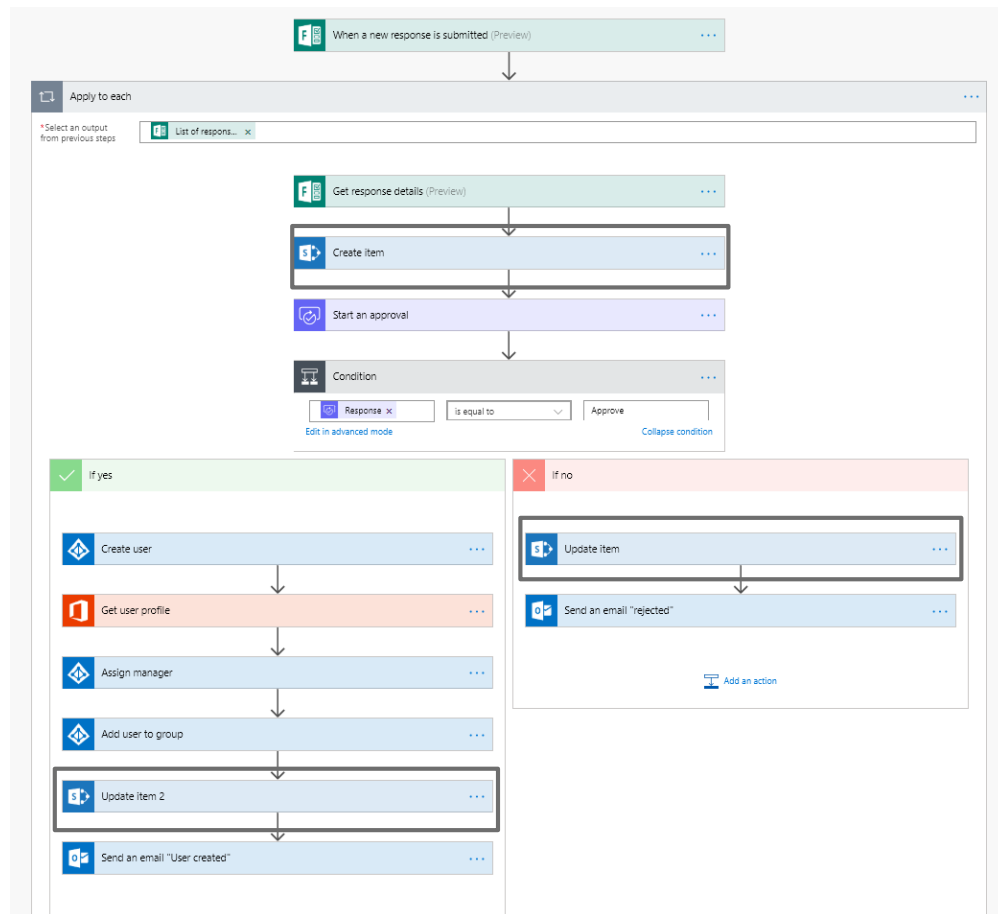 When a new response is submitted (Preview)
Apply to each
*Select an output
from previous steps
List of respons... x
Get response details (Preview)
Create item
Start an approval
Condition
Response x
is equal to
Approve
Edit in advanced mode
Collapse condition
If yes
If no
Create user
Update item
Get user profile
Send an email "rejected"
Assign manager
Add an action
Add user to group
Update item 2
Send an email "User created"